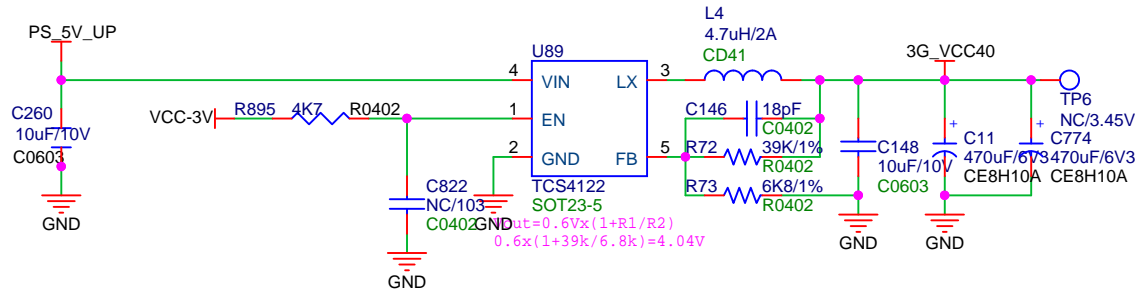 PS_5V_UP
C260
10uF/10V
C0603
GND
VCC-3V
R895
4K7
R0402
C822
NC/103
C0402
GND
U89
4
VIN
LX
3
1
EN
2
GND
FB
5
TCS4122
SOT23-5
GND
Vout=0.6Vx(1+R1/R2)
0.6x(1+39k/6.8k)=4.04V
L4
4.7uH/2A
CD41
C146
18pF
C0402
R72
39K/1%
R0402
R73
6K8/1%
R0402
C148
10uF/10V
C0603
GND
3G_VCC40
+
C11
470uF/6V3
CE8H10A
GND
+
C774
470uF/6V3
CE8H10A
TP6
NC/3.45V